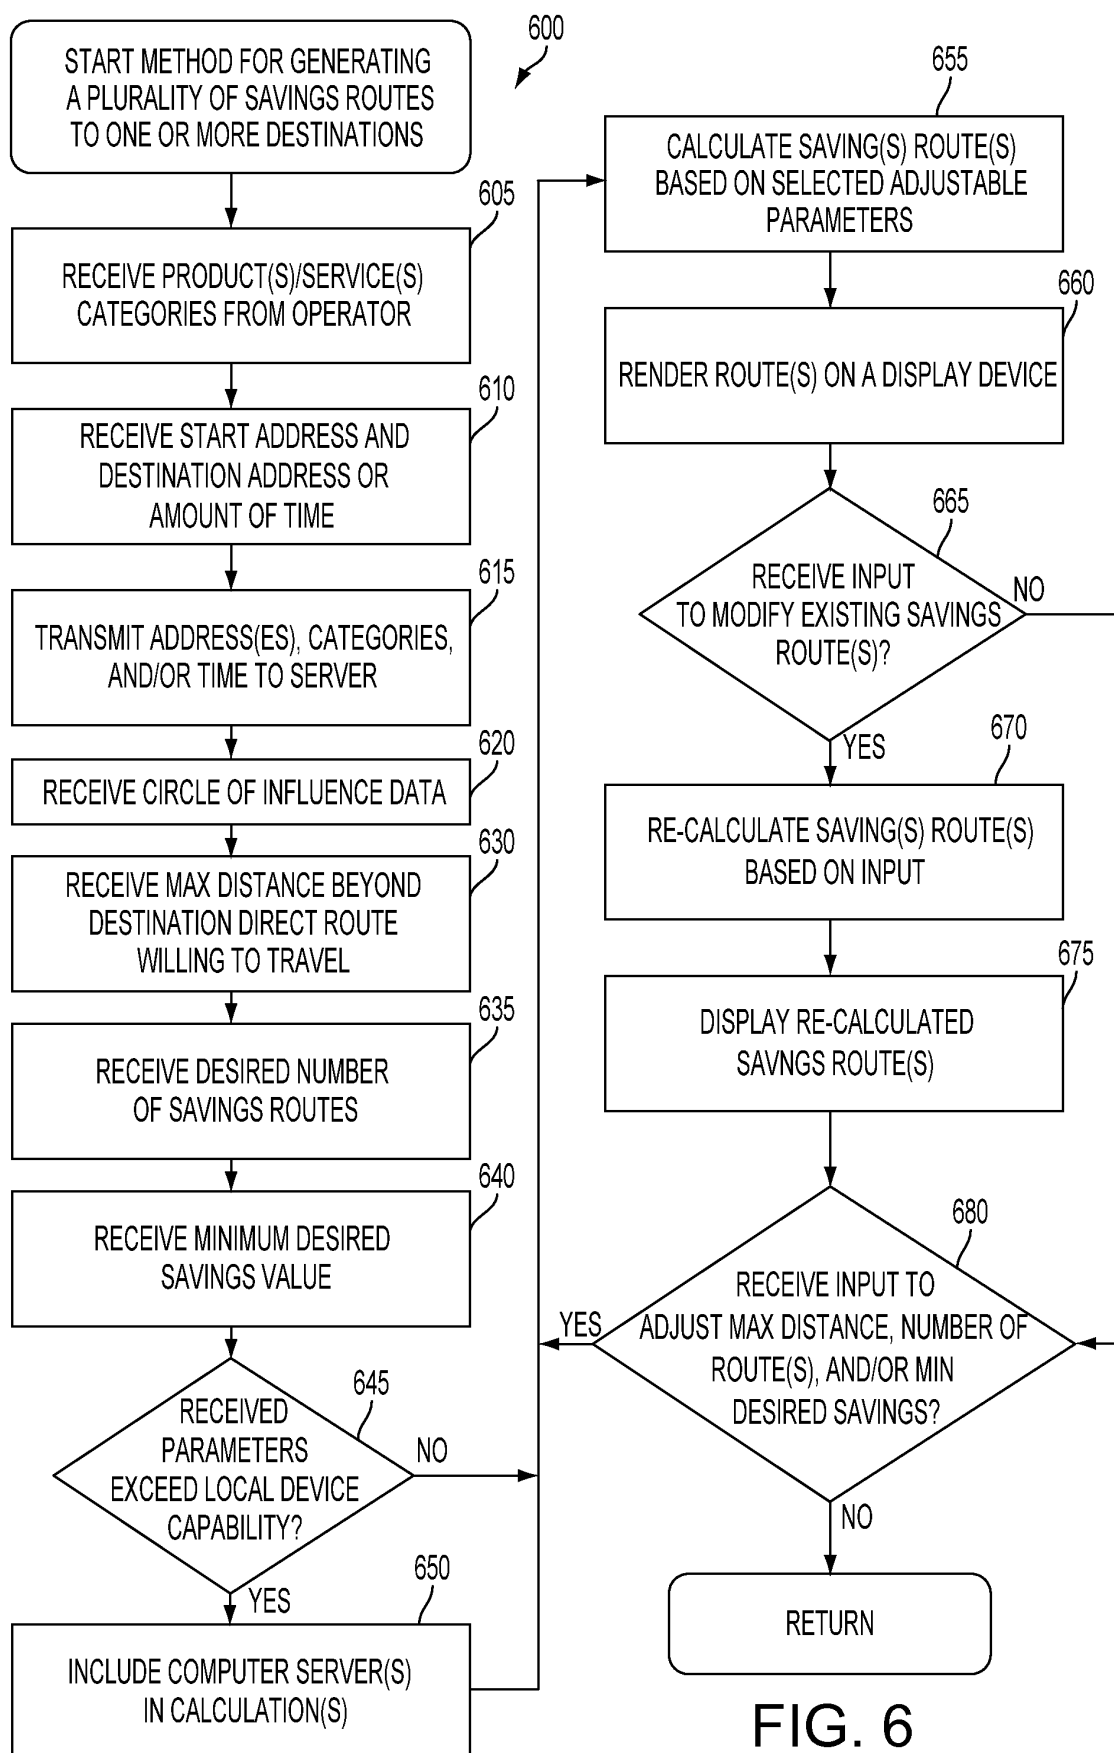 600
START METHOD FOR GENERATING
A PLURALITY OF SAVINGS ROUTES
TO ONE OR MORE DESTINATIONS
605
RECEIVE PRODUCT(S)/SERVICE(S)
CATEGORIES FROM OPERATOR
610
RECEIVE START ADDRESS AND
DESTINATION ADDRESS OR
AMOUNT OF TIME
615
TRANSMIT ADDRESS(ES), CATEGORIES,
AND/OR TIME TO SERVER
620
RECEIVE CIRCLE OF INFLUENCE DATA
630
RECEIVE MAX DISTANCE BEYOND
DESTINATION DIRECT ROUTE
WILLING TO TRAVEL
635
RECEIVE DESIRED NUMBER
OF SAVINGS ROUTES
640
RECEIVE MINIMUM DESIRED
SAVINGS VALUE
645
RECEIVED
PARAMETERS
EXCEED LOCAL DEVICE
CAPABILITY?
NO
YES
650
INCLUDE COMPUTER SERVER(S)
IN CALCULATION(S)
655
CALCULATE SAVING(S) ROUTE(S)
BASED ON SELECTED ADJUSTABLE
PARAMETERS
660
RENDER ROUTE(S) ON A DISPLAY DEVICE
665
RECEIVE INPUT
TO MODIFY EXISTING SAVINGS
ROUTE(S)?
NO
YES
670
RE-CALCULATE SAVING(S) ROUTE(S)
BASED ON INPUT
675
DISPLAY RE-CALCULATED
SAVNGS ROUTE(S)
680
RECEIVE INPUT TO
ADJUST MAX DISTANCE, NUMBER OF
ROUTE(S), AND/OR MIN
DESIRED SAVINGS?
YES
NO
RETURN
FIG. 6